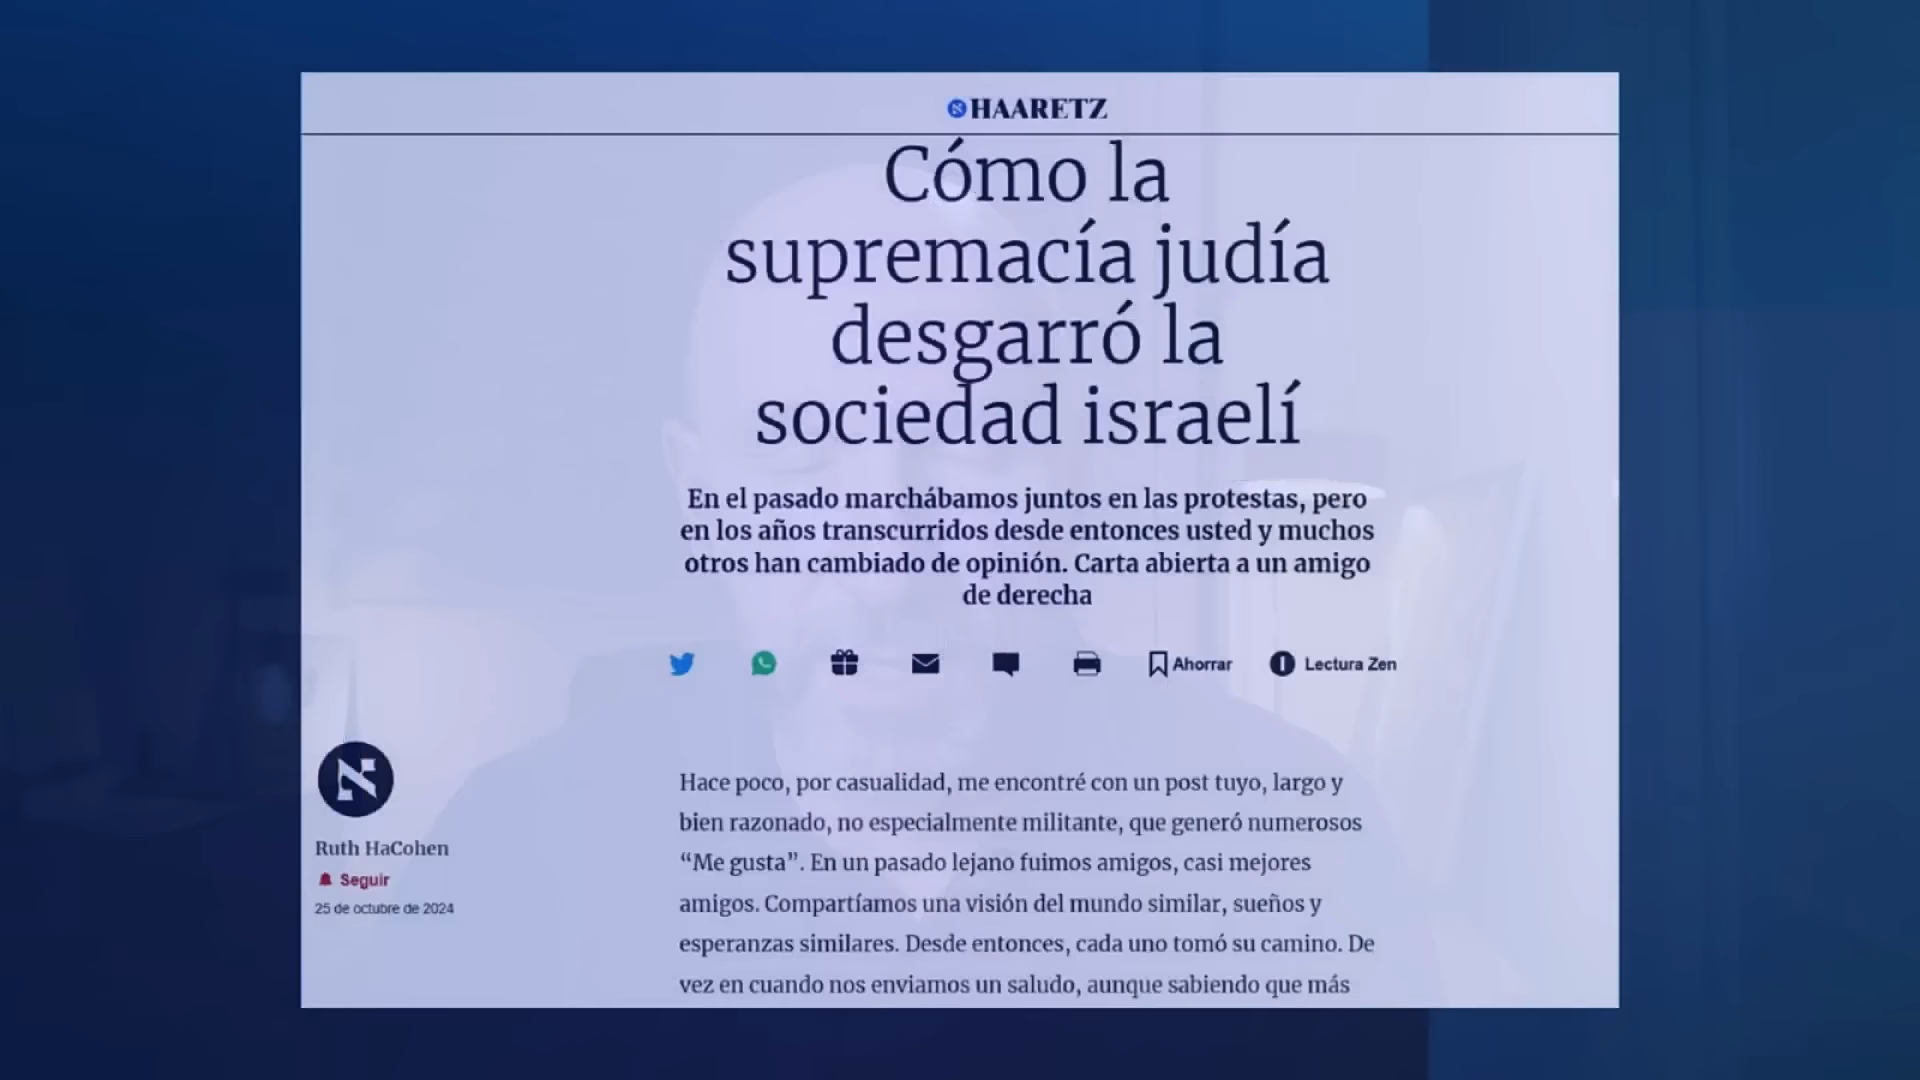 HAARETZ
Cómo la
supremacía judía
desgarró la
sociedad israelí
En el pasado marchábamos juntos en las protestas, pero
en los años transcurridos desde entonces usted y muchos
otros han cambiado de opinión. Carta abierta a un amigo
de derecha
Ahorrar
Lectura Zen
Ruth HaCohen
Seguir
25 de octubre de 2024
Hace poco, por casualidad, me encontré con un post tuyo, largo y
bien razonado, no especialmente militante, que generó numerosos
“Me gusta”. En un pasado lejano fuimos amigos, casi mejores
amigos. Compartíamos una visión del mundo similar, sueños y
esperanzas similares. Desde entonces, cada uno tomó su camino. De
vez en cuando nos enviamos un saludo, aunque sabiendo que más